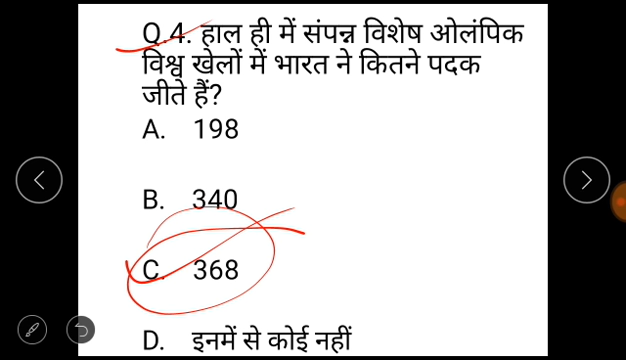 Q.4. हाल ही में संपन्न विशेष ओलंपिक
विश्व खेलों में भारत ने कितने पदक
जीते हैं?
A. 198
B. 340
C. 368
D. इनमें से कोई नहीं